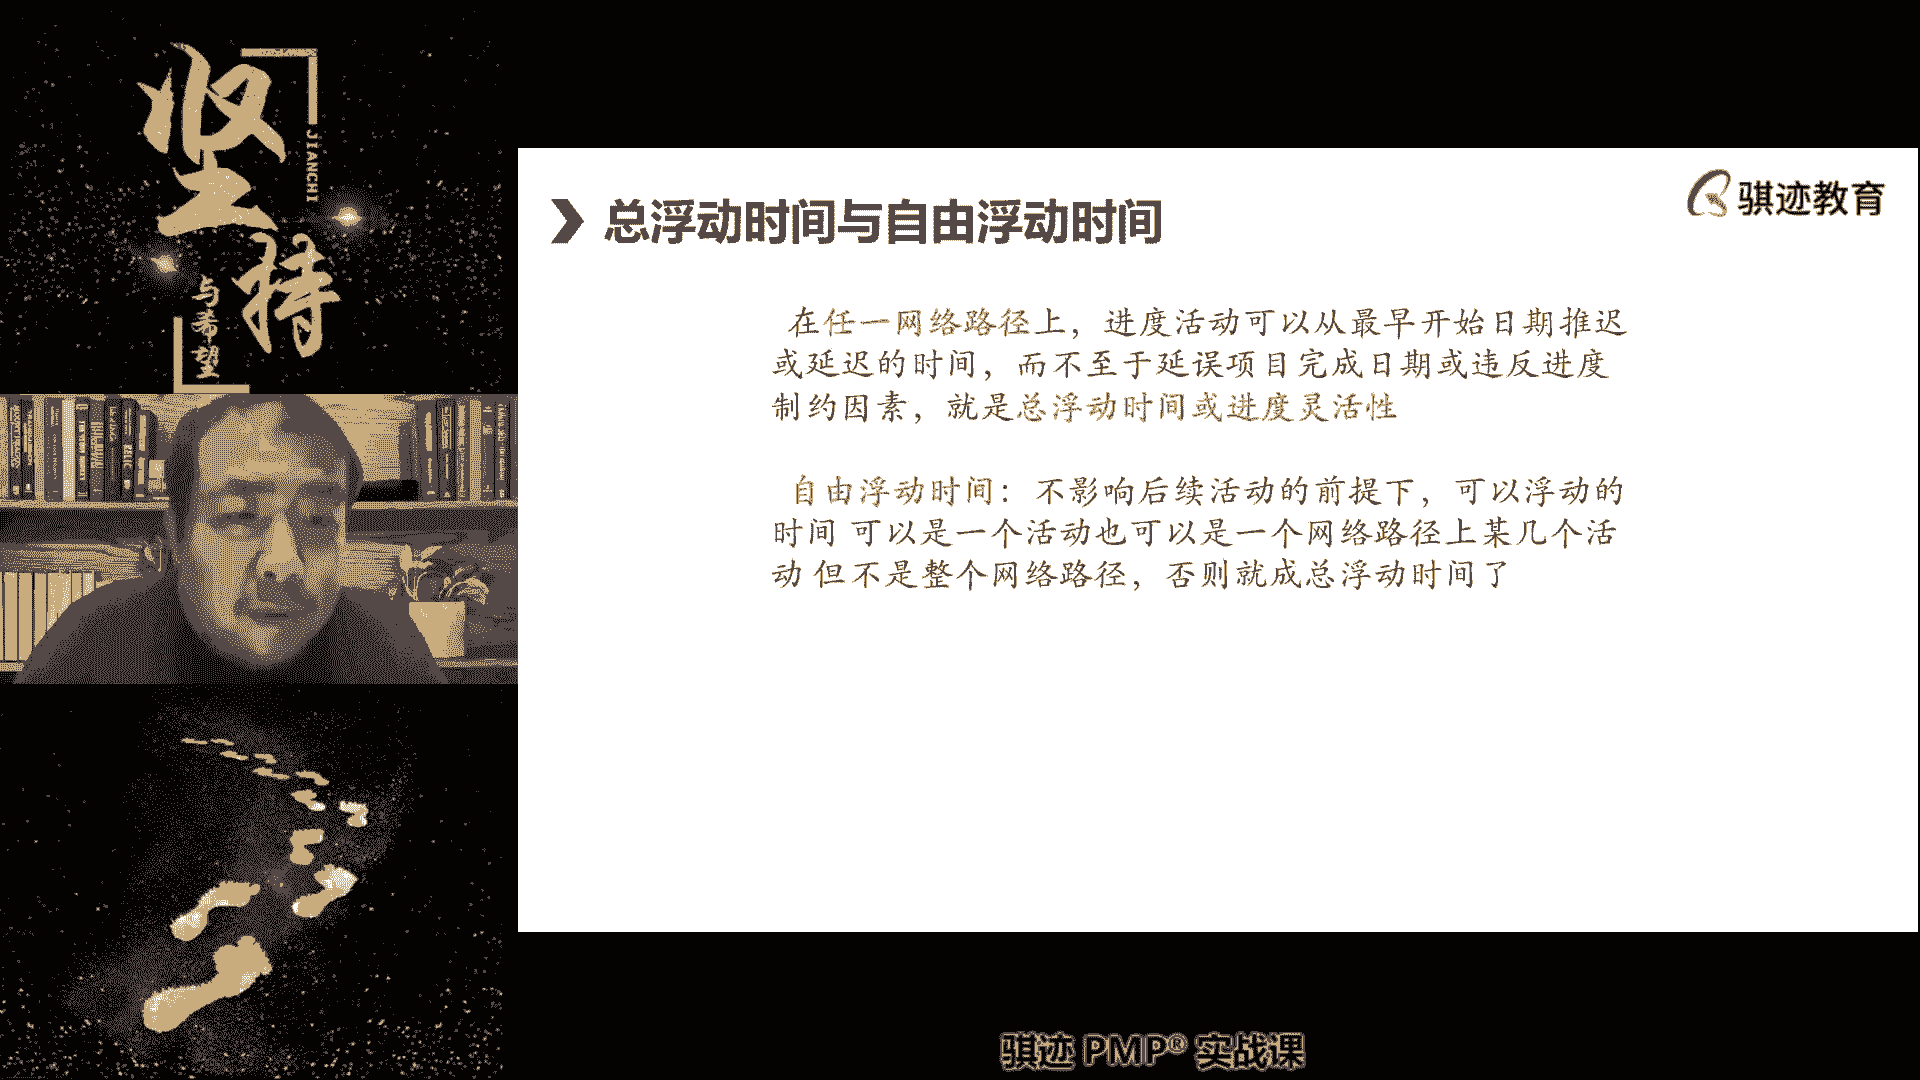 坚持
JIANCHI
与希望
总浮动时间与自由浮动时间
骐迹教育
在任一网络路径上，进度活动可以从最早开始日期推迟
或延迟的时间，而不至于延误项目完成日期或违反进度
制约因素，就是总浮动时间或进度灵活性
自由浮动时间： 不影响后续活动的前提下，可以浮动的
时间 可以是一个活动也可以是一个网络路径上某几个活
动 但不是整个网络路径，否则就成总浮动时间了
骐迹 PMP® 实战课